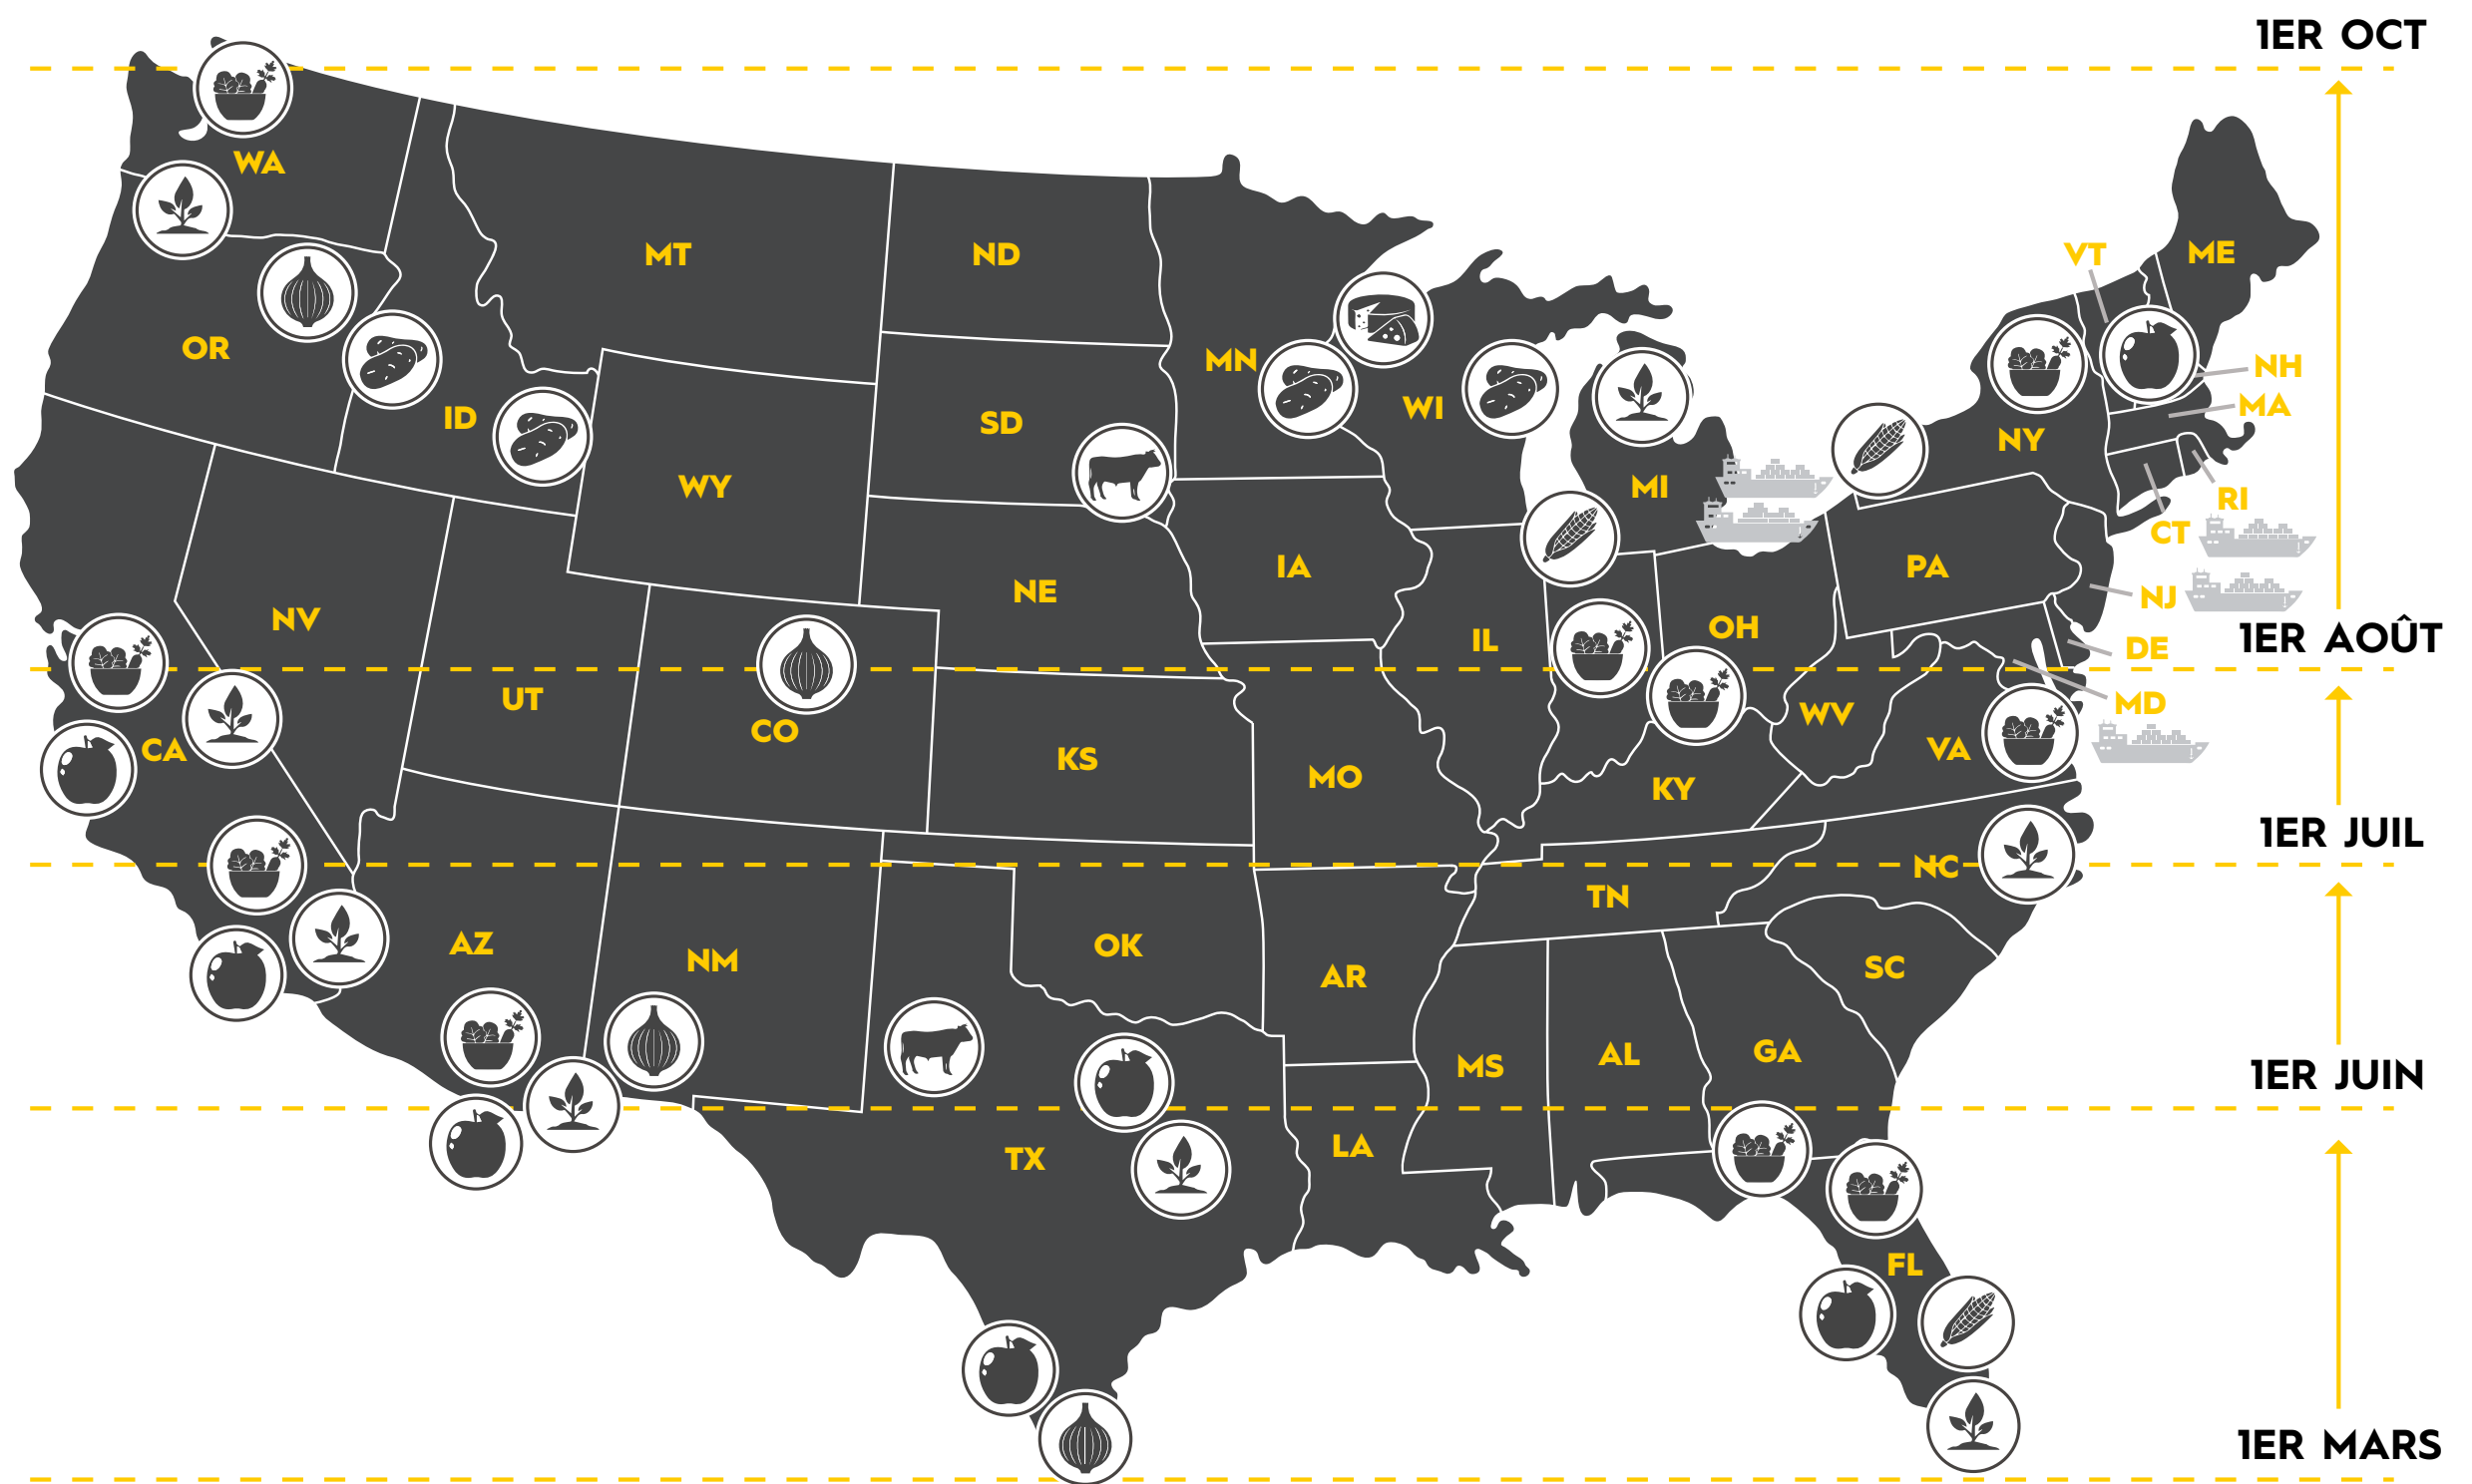 1ER OCT
WA
MT
ND
VT
ME
OR
MN
NH
ID
SD
WI
MA
NY
WY
MI
RI
CT
IA
PA
NE
NJ
NV
IL
OH
1ER AOÛT
DE
UT
MD
CO
WV
CA
VA
KS
MO
KY
1ER JUIL
NC
TN
AZ
OK
NM
AR
SC
GA
AL
MS
1ER JUIN
LA
TX
FL
1ER MARS